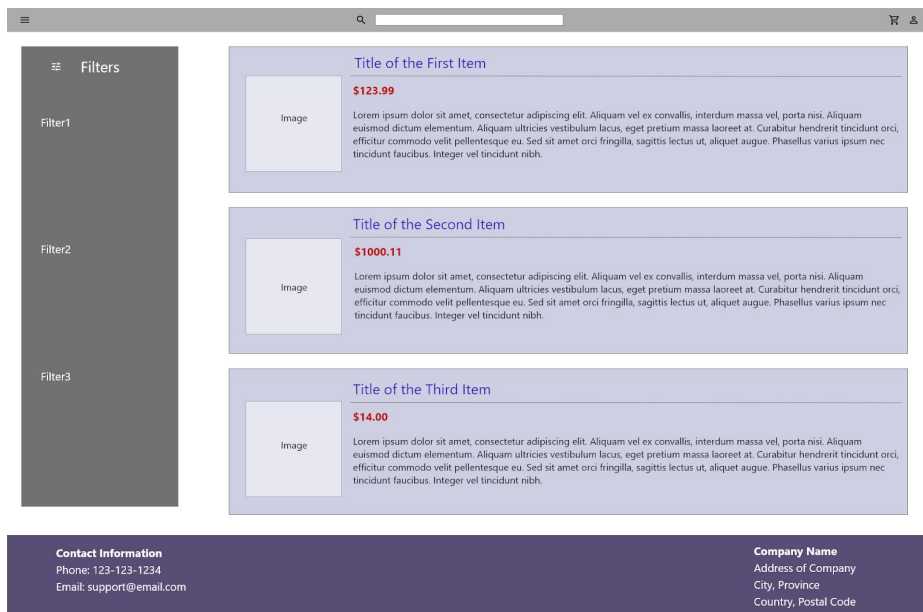 Filters
Filter1
Filter2
Filter3
Title of the First Item
$123.99
Image
Lorem ipsum dolor sit amet, consectetur adipiscing elit. Aliquam vel ex convallis, interdum massa vel, porta nisi. Aliquam
euismod dictum elementum. Aliquam ultricies vestibulum lacus, eget pretium massa laoreet at. Curabitur hendrerit tincidunt orci,
efficitur commodo velit pellentesque eu. Sed sit amet orci fringilla, sagittis lectus ut, aliquet augue. Phasellus varius ipsum nec
tincidunt faucibus. Integer vel tincidunt nibh.
Title of the Second Item
$1000.11
Image
Lorem ipsum dolor sit amet, consectetur adipiscing elit. Aliquam vel ex convallis, interdum massa vel, porta nisi. Aliquam
euismod dictum elementum. Aliquam ultricies vestibulum lacus, eget pretium massa laoreet at. Curabitur hendrerit tincidunt orci,
efficitur commodo velit pellentesque eu. Sed sit amet orci fringilla, sagittis lectus ut, aliquet augue. Phasellus varius ipsum nec
tincidunt faucibus. Integer vel tincidunt nibh.
Title of the Third Item
$14.00
Image
Lorem ipsum dolor sit amet, consectetur adipiscing elit. Aliquam vel ex convallis, interdum massa vel, porta nisi. Aliquam
euismod dictum elementum. Aliquam ultricies vestibulum lacus, eget pretium massa laoreet at. Curabitur hendrerit tincidunt orci,
efficitur commodo velit pellentesque eu. Sed sit amet orci fringilla, sagittis lectus ut, aliquet augue. Phasellus varius ipsum nec
tincidunt faucibus. Integer vel tincidunt nibh.
Contact Information
Phone: 123-123-1234
Email: support@email.com
Company Name
Address of Company
City, Province
Country, Postal Code